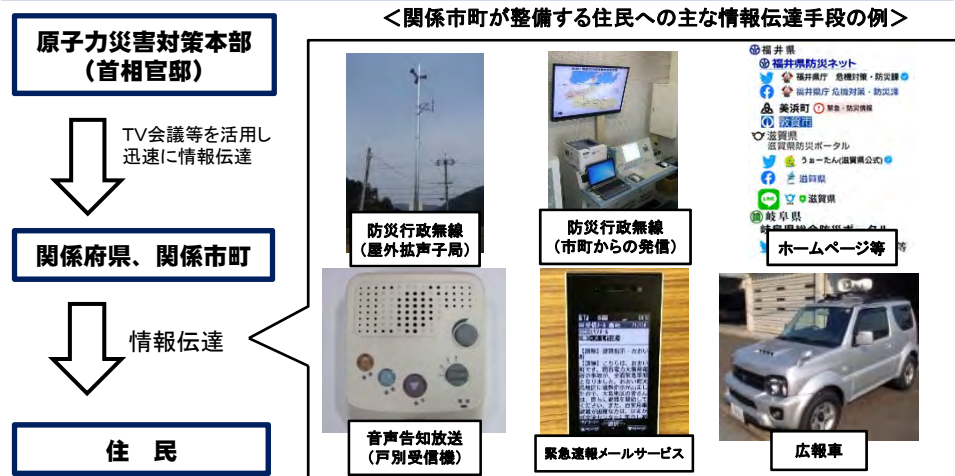 ＜関係市町が整備する住民への主な情報伝達手段の例＞
原子力災害対策本部
（首相官邸）
TV会議等を活用し
迅速に情報伝達
関係府県、関係市町
情報伝達
住　民
防災行政無線
（屋外拡声子局）
防災行政無線
（市町からの発信）
福井県
福井県防災ネット
福井県庁　危機対策・防災課
福井県庁 危機対策・防災課
美浜町 緊急・防災情報
敦賀市
滋賀県
滋賀県防災ポータル
うぉーたん(滋賀県公式)
滋賀県
LINE 滋賀県
岐阜県
ホームページ等
等
音声告知放送
（戸別受信機）
緊急速報メールサービス
広報車